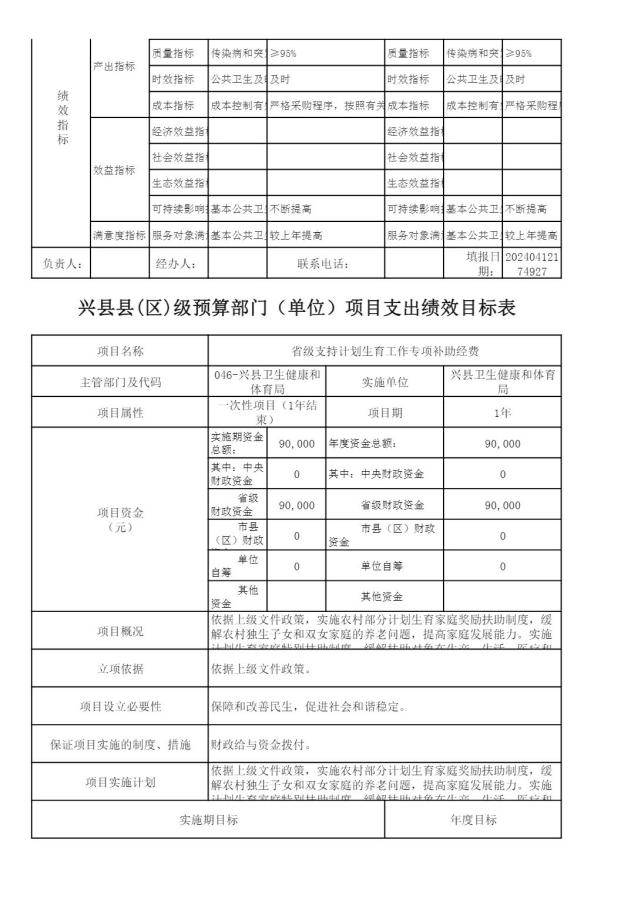 绩效指标
产出指标
质量指标 传染病和突 ≥95% 质量指标 传染病和突 ≥95%
时效指标 公共卫生及 及时 时效指标 公共卫生及 及时
成本指标 成本控制有 严格采购程序，按照有关 成本指标 成本控制有 严格采购程
效益指标
经济效益指 经济效益指
社会效益指 社会效益指
生态效益指 生态效益指
可持续影响 基本公共卫 不断提高 可持续影响 基本公共卫 不断提高
满意度指标 服务对象满 基本公共卫 较上年提高 服务对象满 基本公共卫 较上年提高
负责人： 经办人： 联系电话： 填报日期： 20240412174927
兴县县(区)级预算部门（单位）项目支出绩效目标表
项目名称 省级支持计划生育工作专项补助经费
主管部门及代码 046-兴县卫生健康和体育局 实施单位 兴县卫生健康和体育局
项目属性 一次性项目（1年结束） 项目期 1年
项目资金（元）
实施期资金总额： 90,000 年度资金总额： 90,000
其中：中央财政资金 0 其中：中央财政资金 0
省级财政资金 90,000 省级财政资金 90,000
市县（区）财政 0 市县（区）财政资金 0
单位自筹 0 单位自筹 0
其他资金 其他资金
项目概况 依据上级文件政策，实施农村部分计划生育家庭奖励扶助制度，缓
解农村独生子女和双女家庭的养老问题，提高家庭发展能力。实施
计划生育家庭特别扶助制度，缓解扶助对象在生产、生活、医疗和
立项依据 依据上级文件政策。
项目设立必要性 保障和改善民生，促进社会和谐稳定。
保证项目实施的制度、措施 财政给与资金拨付。
项目实施计划 依据上级文件政策，实施农村部分计划生育家庭奖励扶助制度，缓
解农村独生子女和双女家庭的养老问题，提高家庭发展能力。实施
计划生育家庭特别扶助制度，缓解扶助对象在生产、生活、医疗和
实施期目标 年度目标